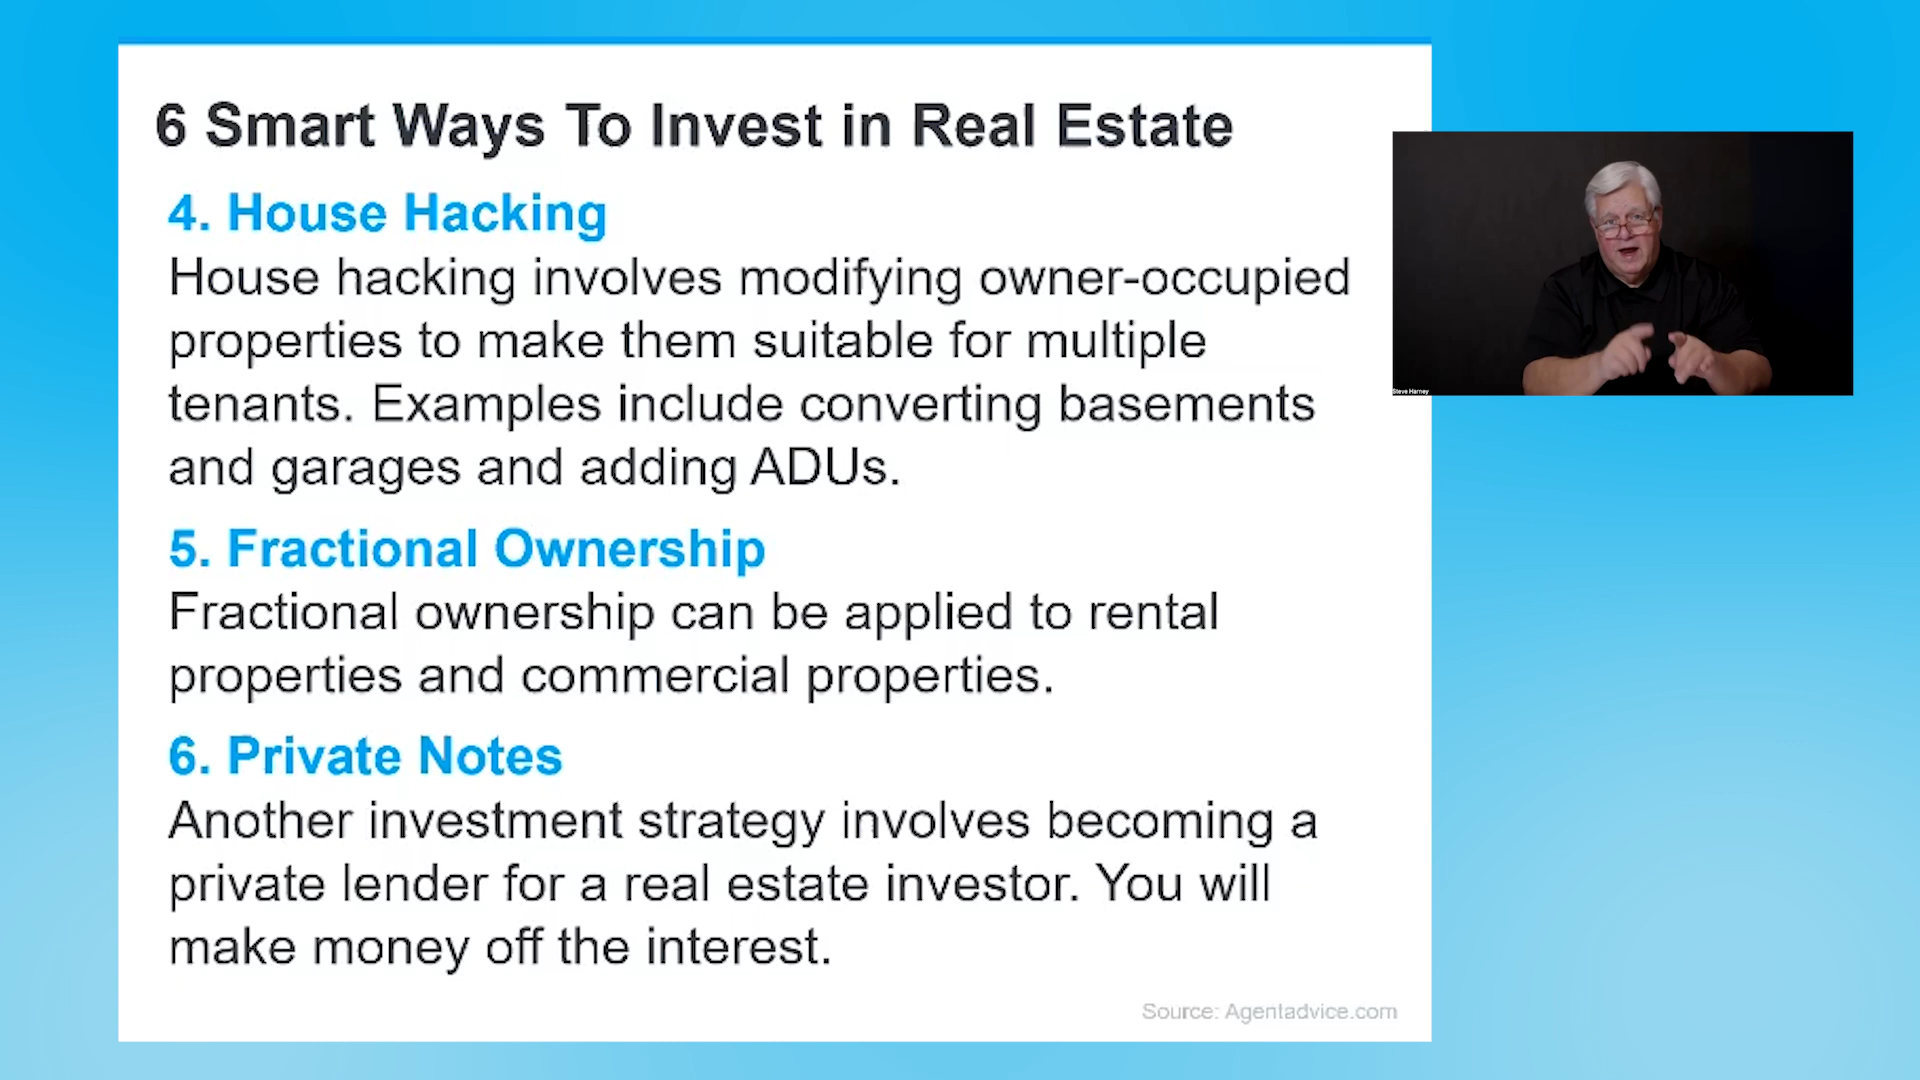 6 Smart Ways To Invest in Real Estate
4. House Hacking
House hacking involves modifying owner-occupied
properties to make them suitable for multiple
tenants. Examples include converting basements
and garages and adding ADUs.
5. Fractional Ownership
Fractional ownership can be applied to rental
properties and commercial properties.
6. Private Notes
Another investment strategy involves becoming a
private lender for a real estate investor. You will
make money off the interest.
Source: Agentadvice.com
Steve Harney